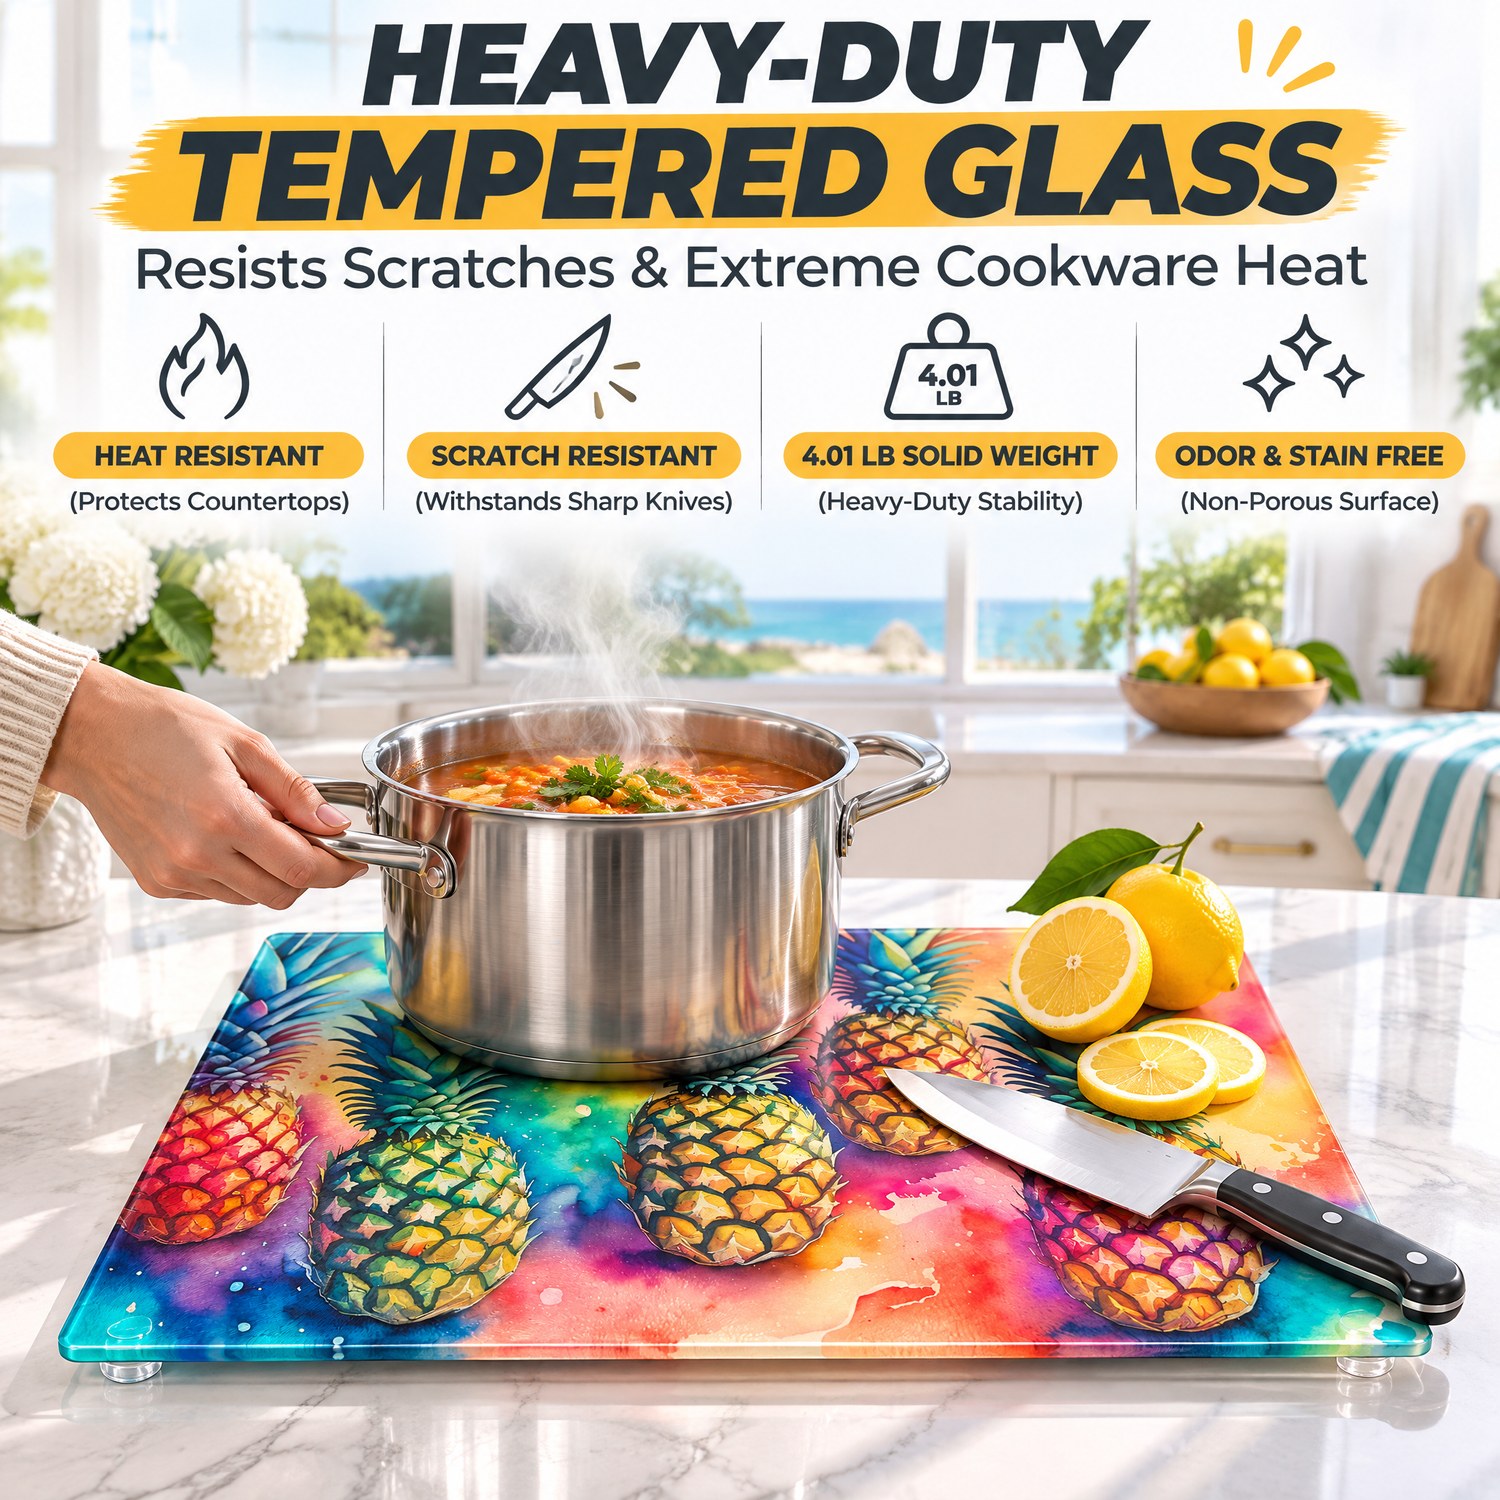 HEAVY-DUTY
TEMPERED GLASS
Resists Scratches & Extreme Cookware Heat
HEAT RESISTANT
(Protects Countertops)
SCRATCH RESISTANT
(Withstands Sharp Knives)
4.01
LB
4.01 LB SOLID WEIGHT
(Heavy-Duty Stability)
ODOR & STAIN FREE
(Non-Porous Surface)